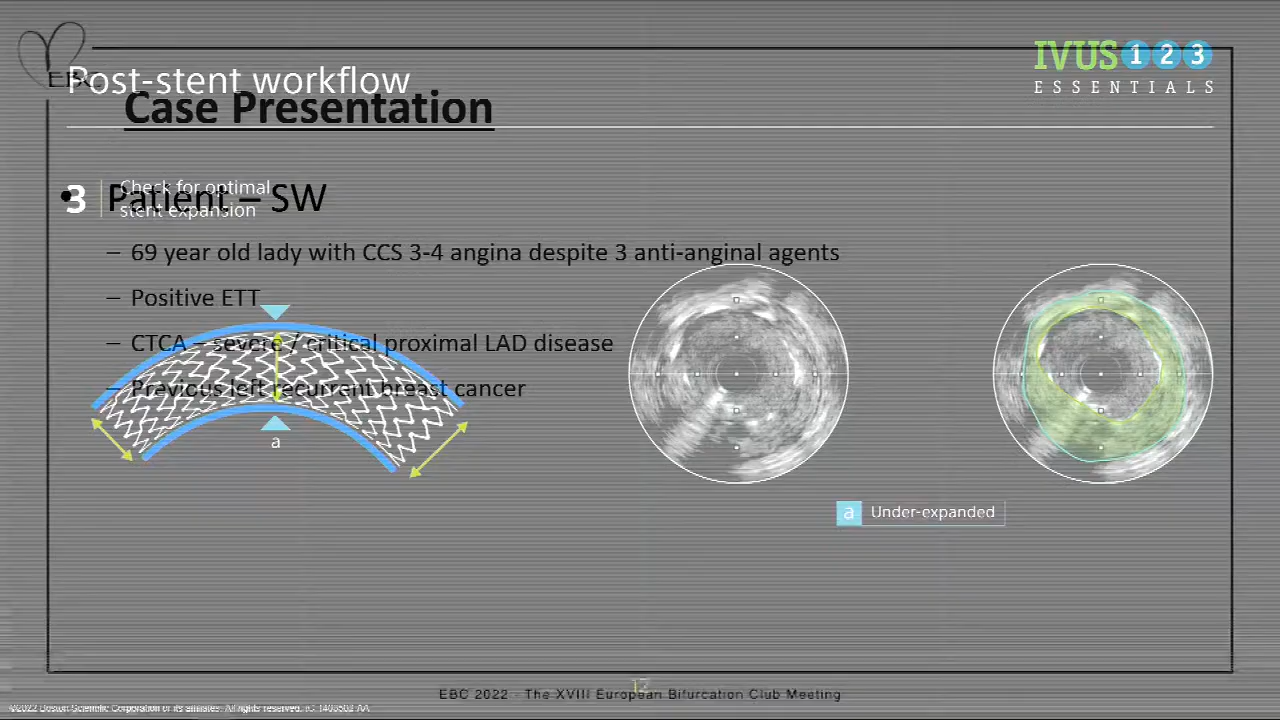 EBC
Post-stent workflow
IVUS 1 2 3
ESSENTIALS
Case Presentation
3
Check for optimal
stent expansion
• Patient – SW
– 69 year old lady with CCS 3-4 angina despite 3 anti-anginal agents
– Positive ETT
– CTCA – severe / critical proximal LAD disease
– Previous left recurrent breast cancer
a
a Under-expanded
12
EBC 2022 - The XVIII European Bifurcation Club Meeting
©2022 Boston Scientific Corporation or its affiliates. All rights reserved.